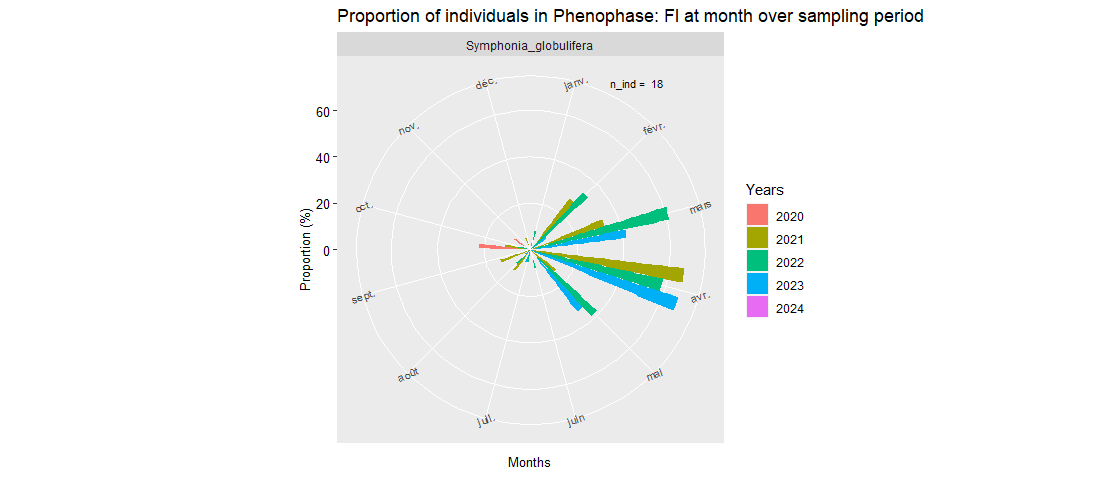 Proportion of individuals in Phenophase: Fl at month over sampling period
Symphonia_globulifera
n_ind = 18
janv.
févr.
mars
avr.
mai
juin
juil.
août
sept.
oct.
nov.
déc.
60
40
20
0
Proportion (%)
Months
Years
2020
2021
2022
2023
2024